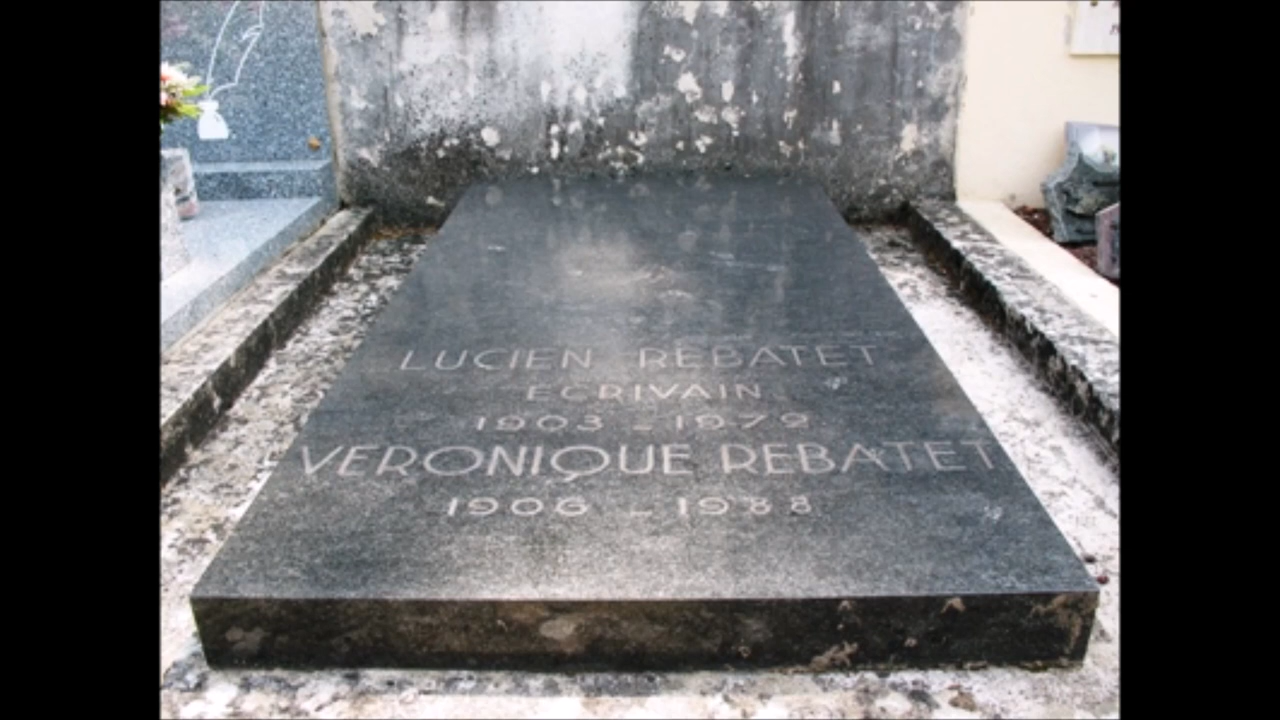 LUCIEN REBATET
ECRIVAIN
1903 - 1972
VERONIQUE REBATET
1906 - 1988